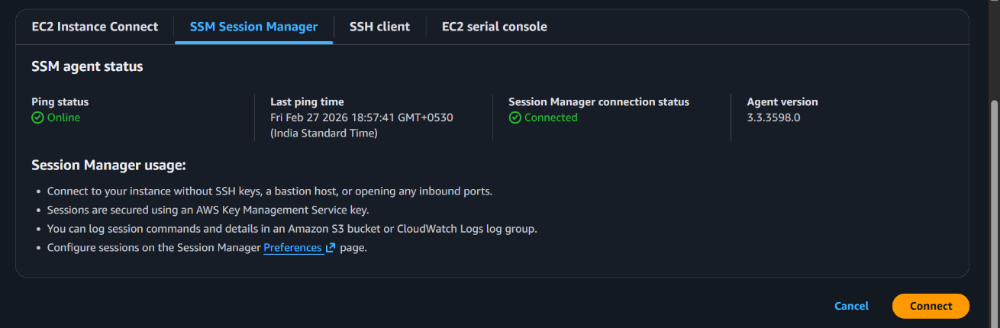 EC2 Instance Connect
SSM Session Manager
SSH client
EC2 serial console
SSM agent status
Ping status
Online
Last ping time
Fri Feb 27 2026 18:57:41 GMT+0530
(India Standard Time)
Session Manager connection status
Connected
Agent version
3.3.3598.0
Session Manager usage:
• Connect to your instance without SSH keys, a bastion host, or opening any inbound ports.
• Sessions are secured using an AWS Key Management Service key.
• You can log session commands and details in an Amazon S3 bucket or CloudWatch Logs log group.
• Configure sessions on the Session Manager Preferences page.
Cancel
Connect